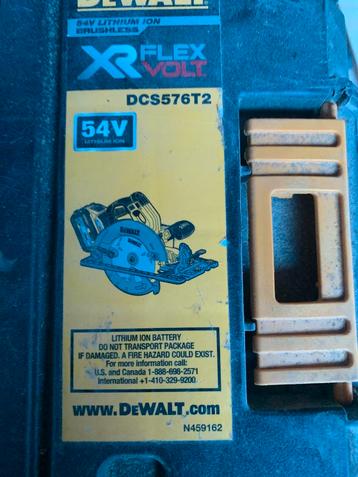 DEWALT
54V LITHIUM ION
BRUSHLESS
XR FLEX
VOLT
DCS576T2
54V
LITHIUM ION
DEWALT
LITHIUM ION BATTERY
DO NOT TRANSPORT PACKAGE
IF DAMAGED. A FIRE HAZARD COULD EXIST.
For more information call:
U.S. and Canada 1-888-698-2571
International +1-410-329-9200
www.DEWALT.com
N459162